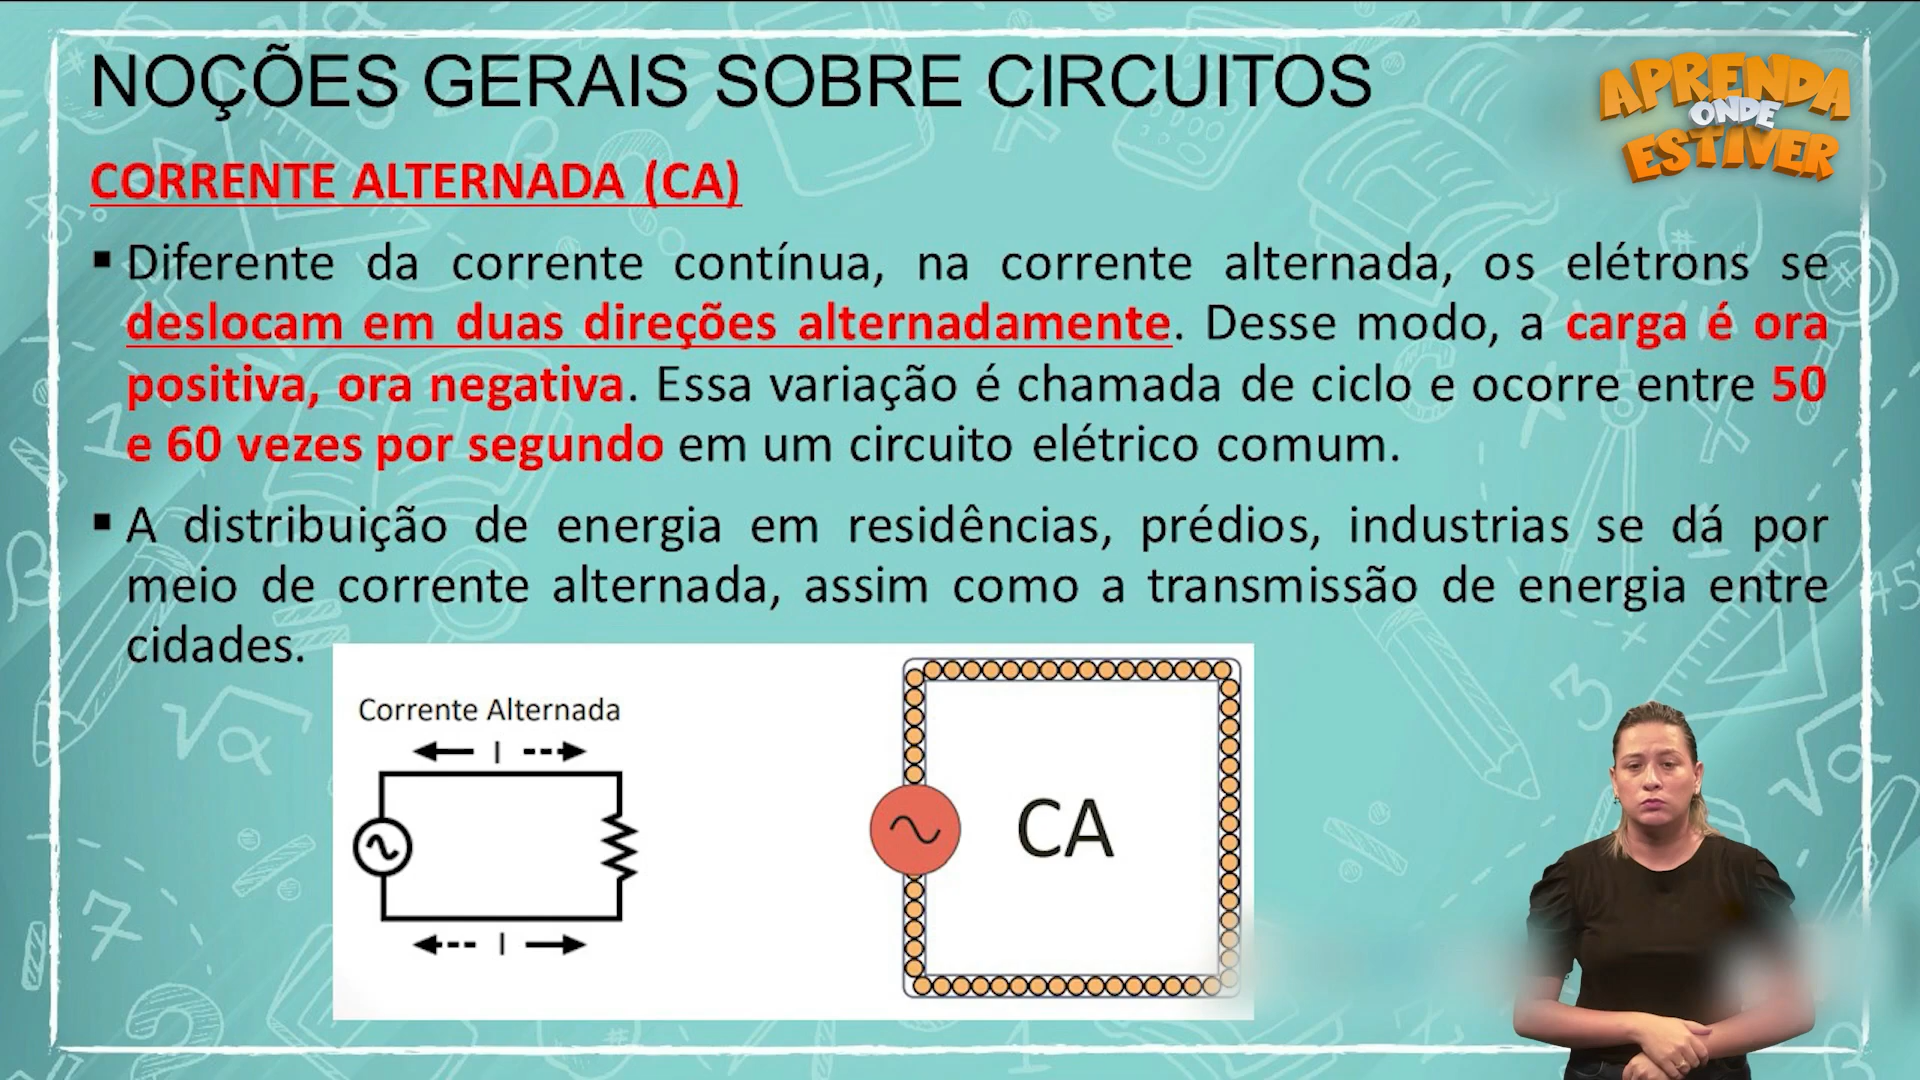 NOÇÕES GERAIS SOBRE CIRCUITOS
APRENDA
ONDE
ESTIVER
CORRENTE ALTERNADA (CA)
▪ Diferente da corrente contínua, na corrente alternada, os elétrons se
deslocam em duas direções alternadamente. Desse modo, a carga é ora
positiva, ora negativa. Essa variação é chamada de ciclo e ocorre entre 50
e 60 vezes por segundo em um circuito elétrico comum.
▪ A distribuição de energia em residências, prédios, industrias se dá por
meio de corrente alternada, assim como a transmissão de energia entre
cidades.
Corrente Alternada
I
I
CA